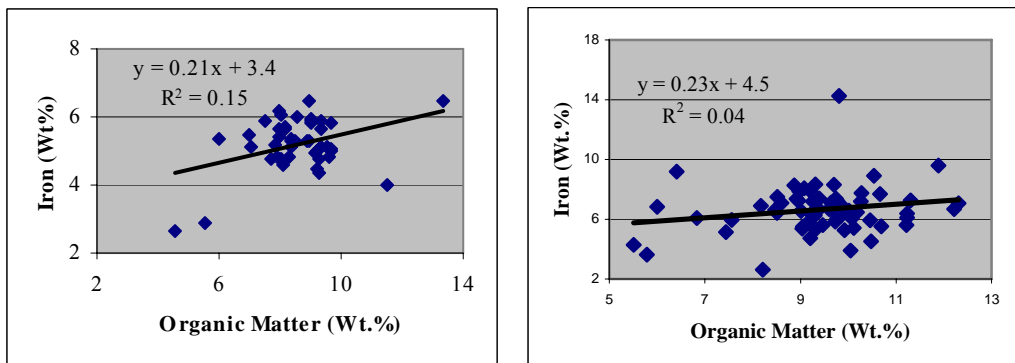 8
y = 0.21x + 3.4
R² = 0.15
6
4
2
2 6 10 14
Iron (Wt%)
Organic Matter (Wt.%)
18
y = 0.23x + 4.5
R² = 0.04
14
10
6
2
5 7 9 11 13
Iron (Wt.%)
Organic Matter (Wt.%)